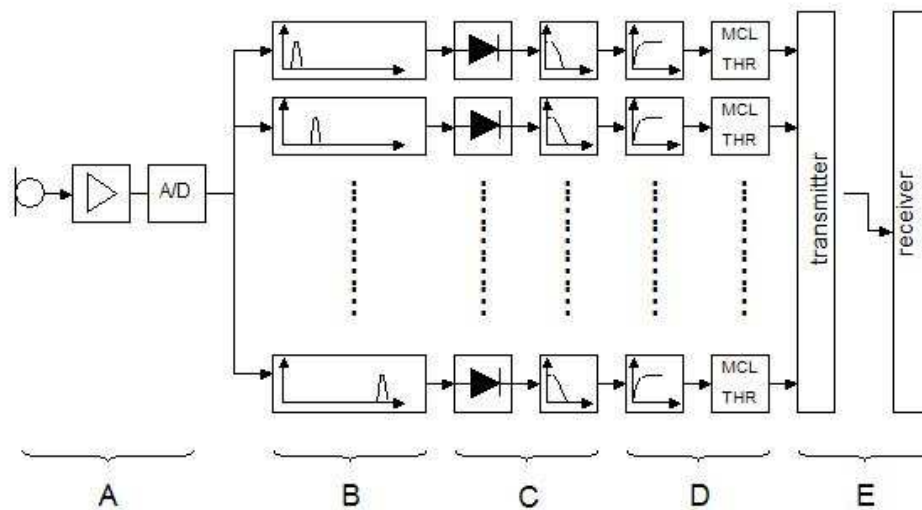 MCL
THR
MCL
THR
A/D
transmitter
receiver
MCL
THR
A B C D E